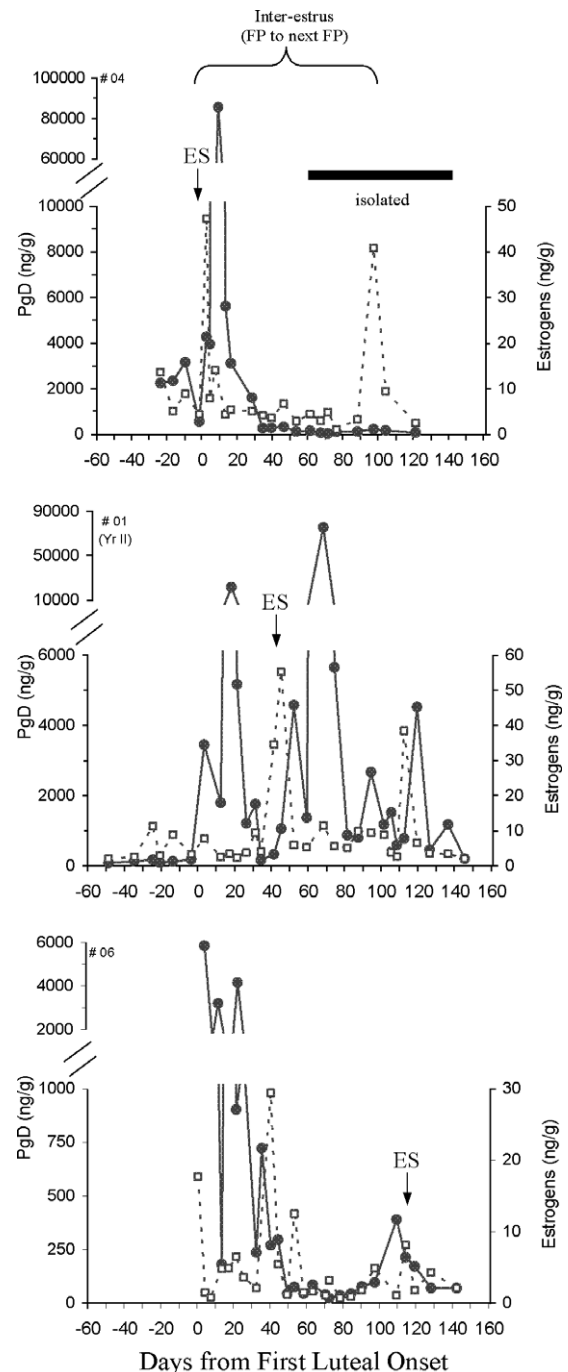 Inter-estrus
(FP to next FP)
100000 # 04
80000
60000 ES
isolated
10000 50
8000 40
6000 30
4000 20
2000 10
0 0
PgD (ng/g)
Estrogens (ng/g)
-60 -40 -20 0 20 40 60 80 100 120 140 160
90000 # 01
(Yr II)
50000
10000 ES
6000 60
50
4000 40
30
2000 20
10
0 0
PgD (ng/g)
Estrogens (ng/g)
-60 -40 -20 0 20 40 60 80 100 120 140 160
6000 # 06
4000
2000
1000 30
750
20
500 ES
10
250
0 0
PgD (ng/g)
Estrogens (ng/g)
-60 -40 -20 0 20 40 60 80 100 120 140 160
Days from First Luteal Onset